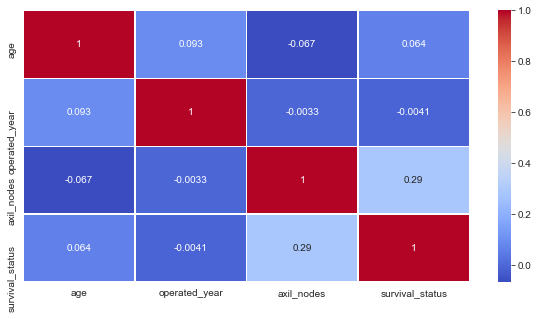 age 1 0.093 -0.067 0.064
operated_year 0.093 1 -0.0033 -0.0041
axil_nodes -0.067 -0.0033 1 0.29
survival_status 0.064 -0.0041 0.29 1
age operated_year axil_nodes survival_status
1.0
0.8
0.6
0.4
0.2
0.0